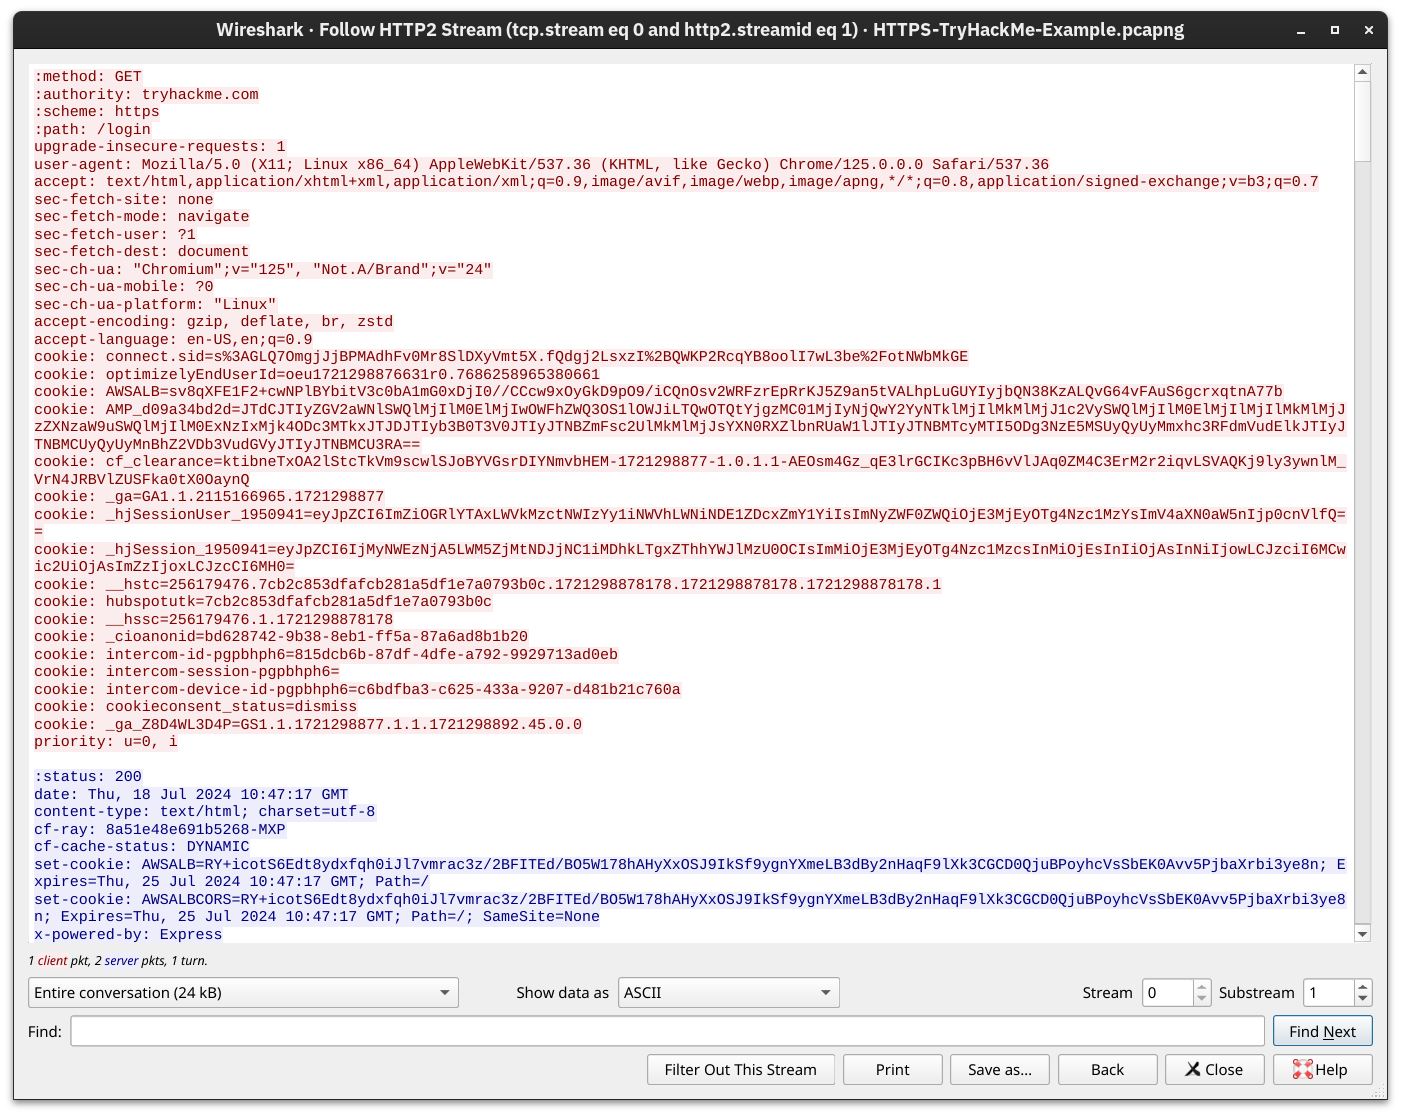 Wireshark · Follow HTTP2 Stream (tcp.stream eq 0 and http2.streamid eq 1) · HTTPS-TryHackMe-Example.pcapng
:method: GET
:authority: tryhackme.com
:scheme: https
:path: /login
upgrade-insecure-requests: 1
user-agent: Mozilla/5.0 (X11; Linux x86_64) AppleWebKit/537.36 (KHTML, like Gecko) Chrome/125.0.0.0 Safari/537.36
accept: text/html,application/xhtml+xml,application/xml;q=0.9,image/avif,image/webp,image/apng,*/*;q=0.8,application/signed-exchange;v=b3;q=0.7
sec-fetch-site: none
sec-fetch-mode: navigate
sec-fetch-user: ?1
sec-fetch-dest: document
sec-ch-ua: "Chromium";v="125", "Not.A/Brand";v="24"
sec-ch-ua-mobile: ?0
sec-ch-ua-platform: "Linux"
accept-encoding: gzip, deflate, br, zstd
accept-language: en-US,en;q=0.9
cookie: connect.sid=s%3AGLQ7OmgjJjBPMAdhFv0Mr8SlDXyVmt5X.fQdgj2LsxzI%2BQWKP2RcqYB8oolI7wL3be%2FotNWbMkGE
cookie: optimizelyEndUserId=oeu1721298876631r0.7686258965380661
cookie: AWSALB=sv8qXFE1F2+cwNPlBYbitV3c0bA1mG0xDjI0//CCcw9xOyGkD9pO9/iCQnOsv2WRFzrEpRrKJ5Z9an5tVALhpLuGUYIyjbQN38KzALQvG64vFAuS6gcrxqtnA77b
cookie: AMP_d09a34bd2d=JTdCJTIyZGV2aWNlSWQlMjIlM0ElMjIwOWFhZWQ3OS1lOWJiLTQwOTQtYjgzMC01MjIyNjQwY2YyNTklMjIlMkMlMjJ1c2VySWQlMjIlM0ElMjIlMjIlMkMlMjJ
zZXNzaW9uSWQlMjIlM0ExNzIxMjk4ODc3MTkxJTJDJTIyb3B0T3V0JTIyJTNBZmFsc2UlMkMlMjJsYXN0RXZlbnRUaW1lJTIyJTNBMTcyMTI5ODg3NzE5MSUyQyUyMmxhc3RFdmVudElkJTIyJ
TNBMCUyQyUyMnBhZ2VDb3VudGVyJTIyJTNBMCU3RA==
cookie: cf_clearance=ktibneTxOA2lStcTkVm9scwlSJoBYVGsrDIYNmvbHEM-1721298877-1.0.1.1-AEOsm4Gz_qE3lrGCIKc3pBH6vVlJAq0ZM4C3ErM2r2iqvLSVAQKj9ly3ywnlM_
VrN4JRBVlZUSFka0tX0OaynQ
cookie: _ga=GA1.1.2115166965.1721298877
cookie: _hjSessionUser_1950941=eyJpZCI6ImZiOGRlYTAxLWVkMzctNWIzYy1iNWVhLWNiNDE1ZDcxZmY1YiIsImNyZWF0ZWQiOjE3MjEyOTg4Nzc1MzYsImV4aXN0aW5nIjp0cnVlfQ=
=
cookie: _hjSession_1950941=eyJpZCI6IjMyNWEzNjA5LWM5ZjMtNDJjNC1iMDhkLTgxZThhYWJlMzU0OCIsImMiOjE3MjEyOTg4Nzc1MzcsInMiOjEsInIiOjAsInNiIjowLCJzciI6MCw
ic2UiOjAsImZzIjoxLCJzcCI6MH0=
cookie: __hstc=256179476.7cb2c853dfafcb281a5df1e7a0793b0c.1721298878178.1721298878178.1721298878178.1
cookie: hubspotutk=7cb2c853dfafcb281a5df1e7a0793b0c
cookie: __hssc=256179476.1.1721298878178
cookie: _cioanonid=bd628742-9b38-8eb1-ff5a-87a6ad8b1b20
cookie: intercom-id-pgpbhph6=815dcb6b-87df-4dfe-a792-9929713ad0eb
cookie: intercom-session-pgpbhph6=
cookie: intercom-device-id-pgpbhph6=c6bdfba3-c625-433a-9207-d481b21c760a
cookie: cookieconsent_status=dismiss
cookie: _ga_Z8D4WL3D4P=GS1.1.1721298877.1.1.1721298892.45.0.0
priority: u=0, i
:status: 200
date: Thu, 18 Jul 2024 10:47:17 GMT
content-type: text/html; charset=utf-8
cf-ray: 8a51e48e691b5268-MXP
cf-cache-status: DYNAMIC
set-cookie: AWSALB=RY+icotS6Edt8ydxfqh0iJl7vmrac3z/2BFITEd/BO5W178hAHyXxOSJ9IkSf9ygnYXmeLB3dBy2nHaqF9lXk3CGCD0QjuBPoyhcVsSbEK0Avv5PjbaXrbi3ye8n; E
xpires=Thu, 25 Jul 2024 10:47:17 GMT; Path=/
set-cookie: AWSALBCORS=RY+icotS6Edt8ydxfqh0iJl7vmrac3z/2BFITEd/BO5W178hAHyXxOSJ9IkSf9ygnYXmeLB3dBy2nHaqF9lXk3CGCD0QjuBPoyhcVsSbEK0Avv5PjbaXrbi3ye8
n; Expires=Thu, 25 Jul 2024 10:47:17 GMT; Path=/; SameSite=None
x-powered-by: Express
1 client pkt, 2 server pkts, 1 turn.
Entire conversation (24 kB) Show data as ASCII Stream 0 Substream 1
Find: Find Next
Filter Out This Stream Print Save as... Back Close Help